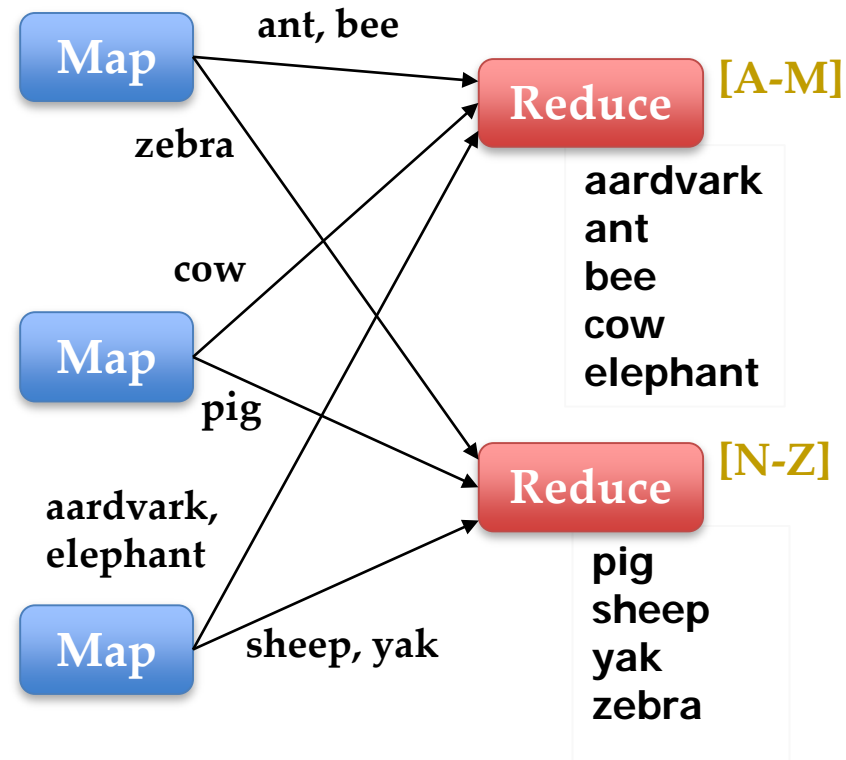 Map
ant, bee
Reduce
[A-M]
zebra
aardvark
ant
bee
cow
elephant
cow
Map
pig
Reduce
[N-Z]
aardvark,
elephant
pig
sheep
yak
zebra
Map
sheep, yak